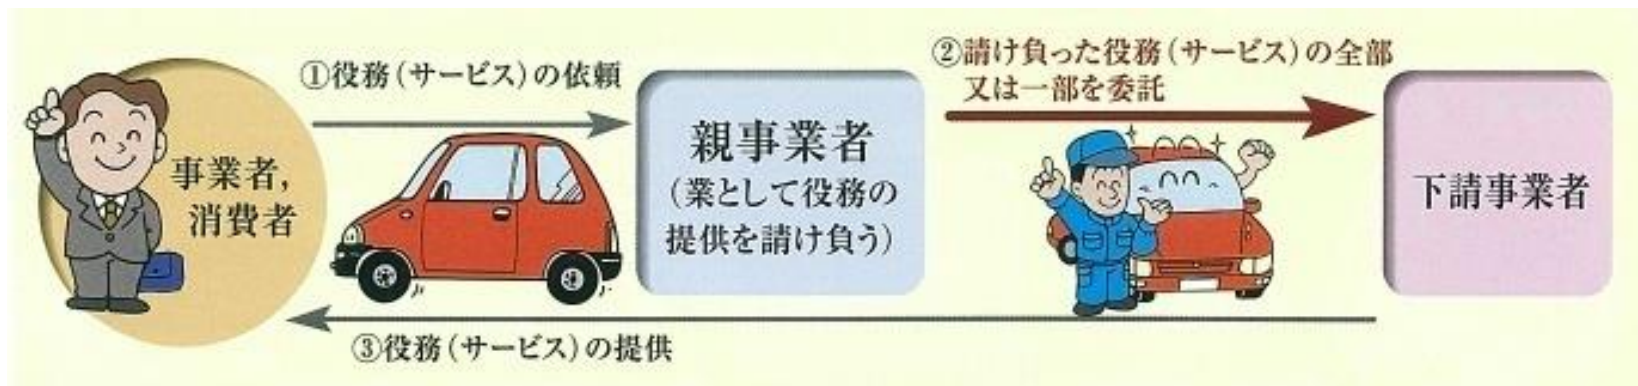 ①役務(サービス)の依頼
②請け負った役務(サービス)の全部
又は一部を委託
事業者,
消費者
親事業者
(業として役務の
提供を請け負う)
下請事業者
③役務(サービス)の提供